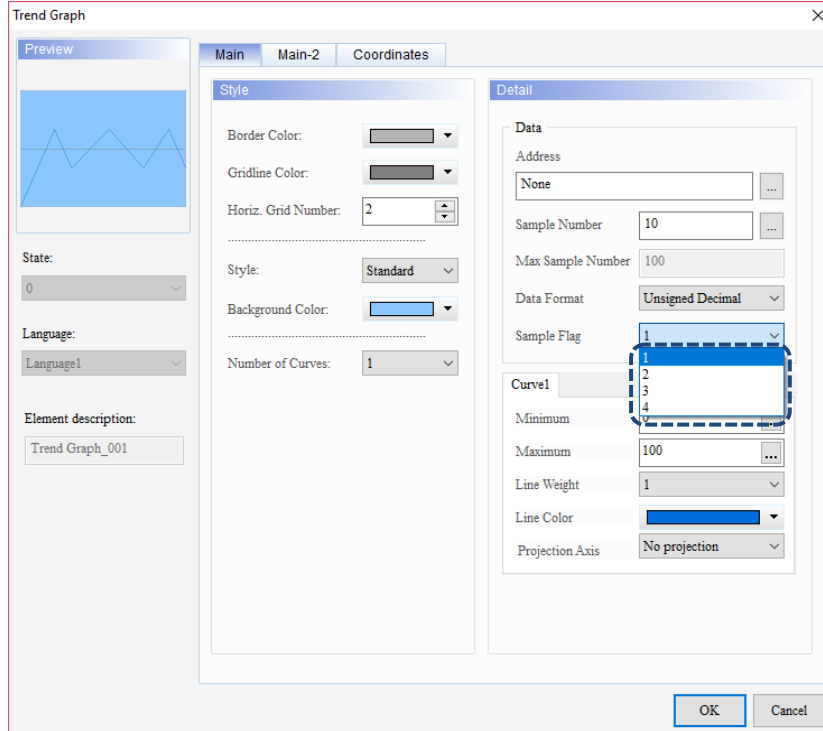 Trend Graph
Preview
State:
0
Language:
Language1
Element description:
Trend Graph_001
Main
Main-2
Coordinates
Style
Border Color:
Gridline Color:
Horiz. Grid Number:
2
Style:
Standard
Background Color:
Number of Curves:
1
Detail
Data
Address
None
...
Sample Number
10
...
Max Sample Number
100
Data Format
Unsigned Decimal
Sample Flag
1
1
2
3
4
Curve1
Minimum
0
...
Maximum
100
...
Line Weight
1
Line Color
Projection Axis
No projection
OK
Cancel